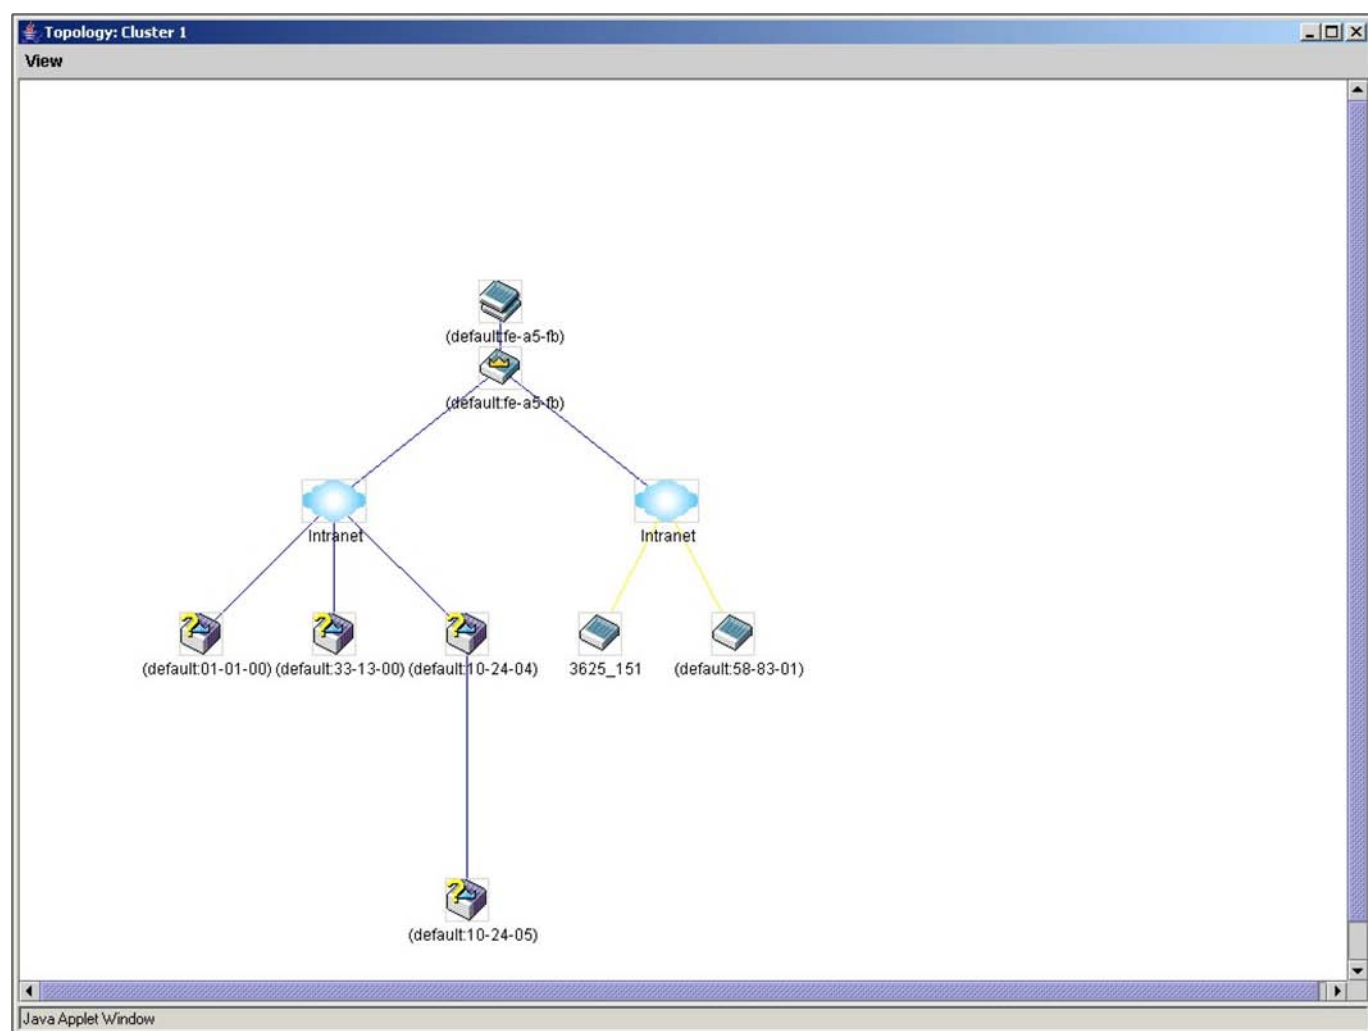 Topology: Cluster 1
View
(default:fe-a5-fb)
(default:fe-a5-fb)
Intranet Intranet
(default:01-01-00) (default:33-13-00) (default:10-24-04) 3625_151 (default:58-83-01)
(default:10-24-05)
Java Applet Window